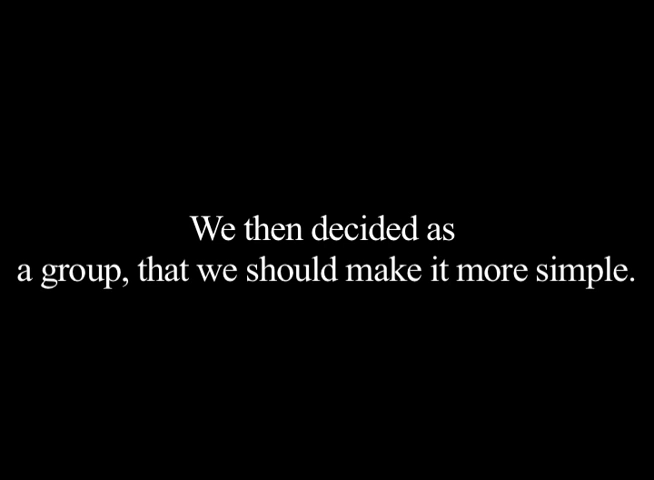 We then decided as
a group, that we should make it more simple.